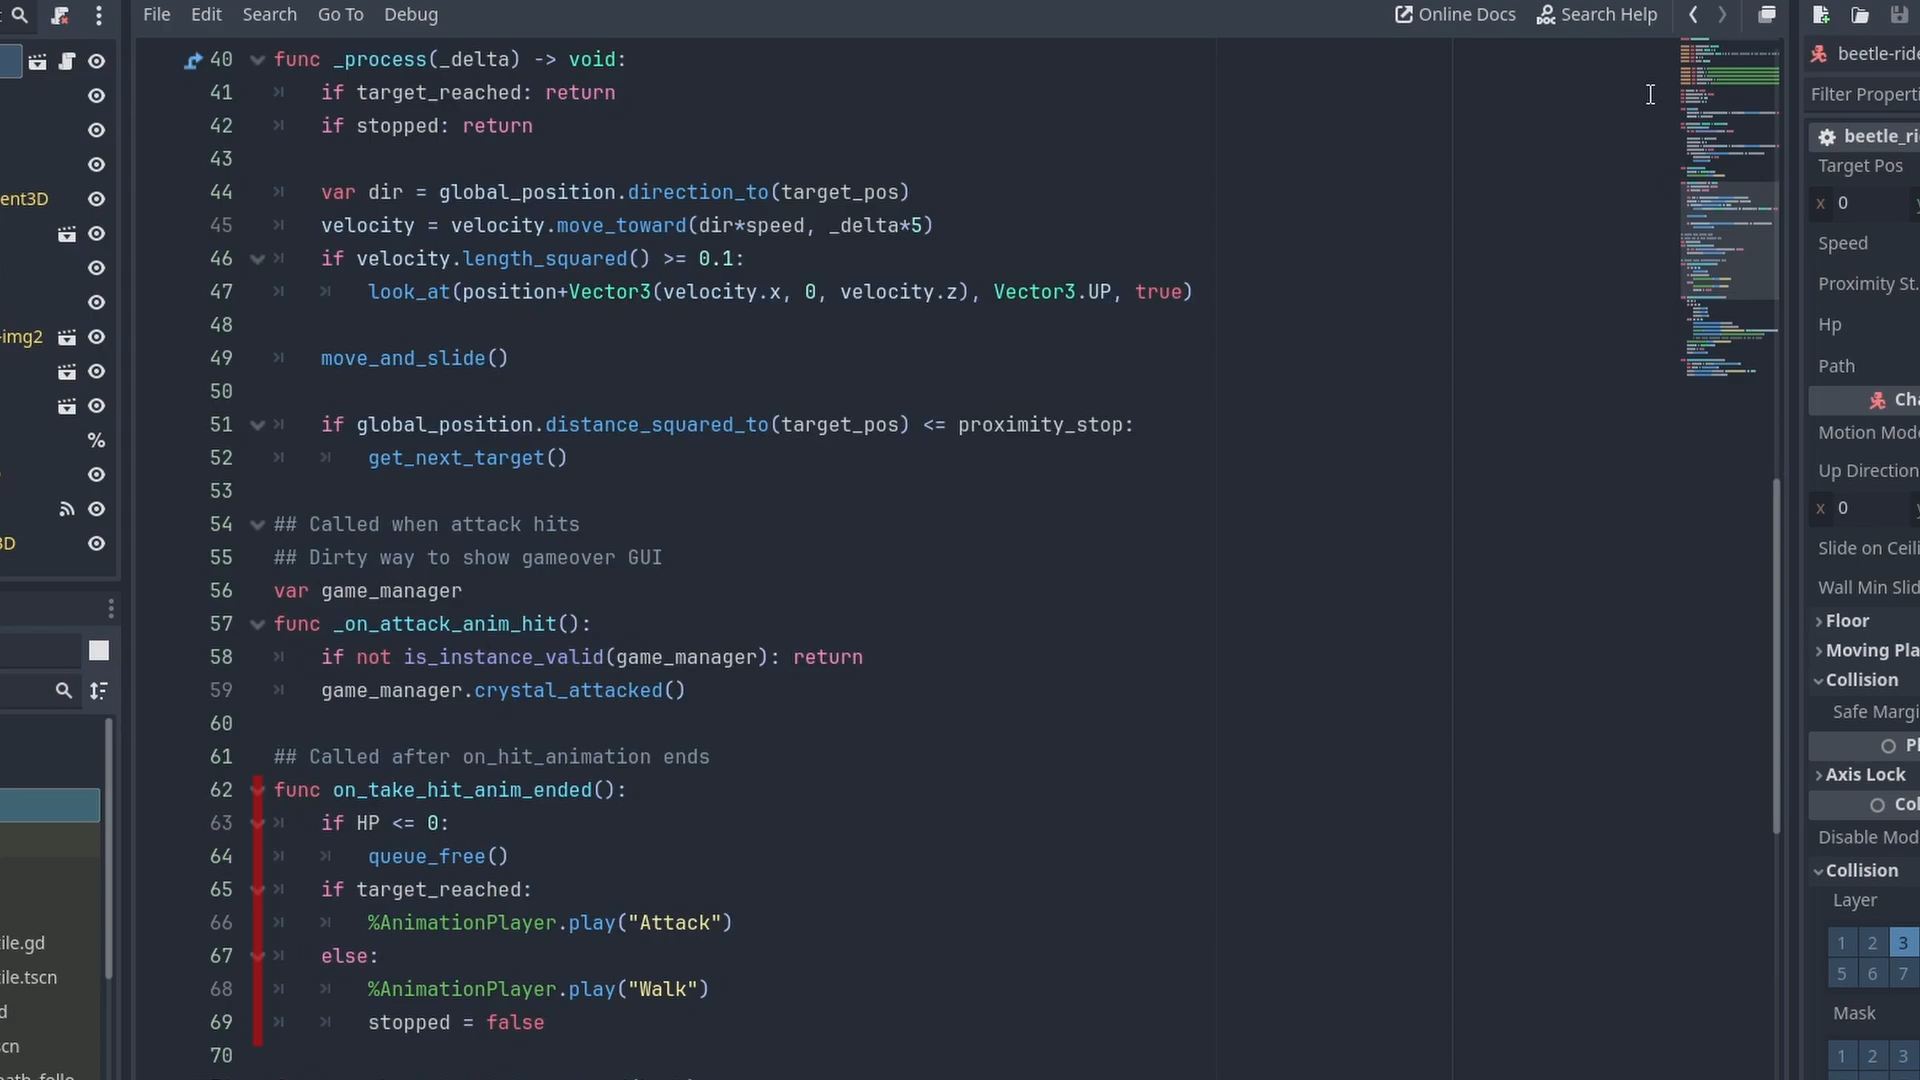 File Edit Search Go To Debug Online Docs Search Help
40 func _process(_delta) -> void:
41 if target_reached: return
42 if stopped: return
43
44 var dir = global_position.direction_to(target_pos)
45 velocity = velocity.move_toward(dir*speed, _delta*5)
46 if velocity.length_squared() >= 0.1:
47 look_at(position+Vector3(velocity.x, 0, velocity.z), Vector3.UP, true)
48
49 move_and_slide()
50
51 if global_position.distance_squared_to(target_pos) <= proximity_stop:
52 get_next_target()
53
54 ## Called when attack hits
55 ## Dirty way to show gameover GUI
56 var game_manager
57 func _on_attack_anim_hit():
58 if not is_instance_valid(game_manager): return
59 game_manager.crystal_attacked()
60
61 ## Called after on_hit_animation ends
62 func on_take_hit_anim_ended():
63 if HP <= 0:
64 queue_free()
65 if target_reached:
66 %AnimationPlayer.play("Attack")
67 else:
68 %AnimationPlayer.play("Walk")
69 stopped = false
70
ent3D
-img2
%
3D
ile.gd
ile.tscn
d
scn
beetle-ride
Filter Properti
beetle_ri
Target Pos
x 0
Speed
Proximity St.
Hp
Path
Cha
Motion Mode
Up Direction
x 0
Slide on Ceili
Wall Min Slid
Floor
Moving Pla
Collision
Safe Margi
Axis Lock
Col
Disable Mod
Collision
Layer
1 2 3
5 6 7
Mask
1 2 3